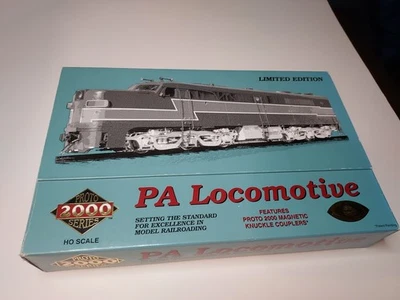 LIMITED EDITION
PROTO
2000
SERIES
HO SCALE
PA Locomotive
SETTING THE STANDARD
FOR EXCELLENCE IN
MODEL RAILROADING
FEATURES
PROTO 2000 MAGNETIC
KNUCKLE COUPLERS*
PA Locomotive